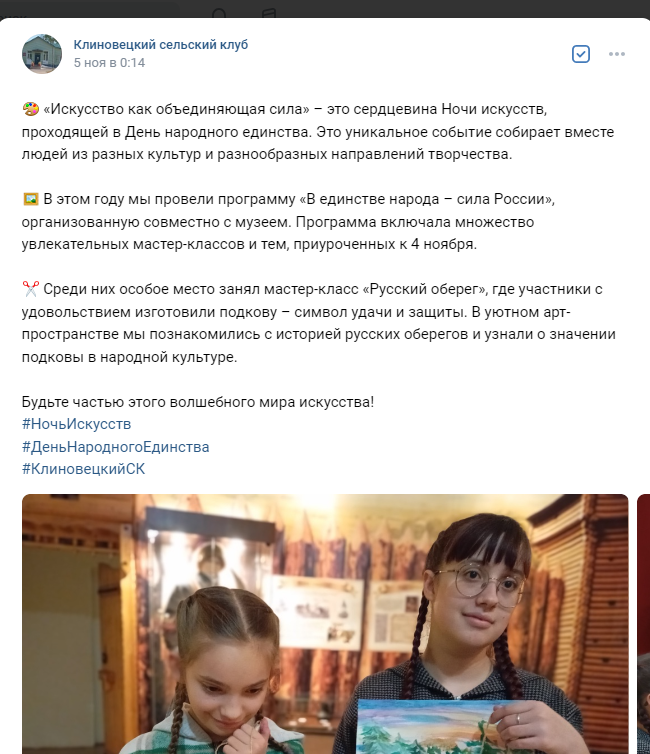 Клиновецкий сельский клуб
5 ноя в 0:14
🎨 «Искусство как объединяющая сила» – это сердцевина Ночи искусств,
проходящей в День народного единства. Это уникальное событие собирает вместе
людей из разных культур и разнообразных направлений творчества.
🖼️ В этом году мы провели программу «В единстве народа – сила России»,
организованную совместно с музеем. Программа включала множество
увлекательных мастер-классов и тем, приуроченных к 4 ноября.
✂️ Среди них особое место занял мастер-класс «Русский оберег», где участники с
удовольствием изготовили подкову – символ удачи и защиты. В уютном арт-
пространстве мы познакомились с историей русских оберегов и узнали о значении
подковы в народной культуре.
Будьте частью этого волшебного мира искусства!
#НочьИскусств
#ДеньНародногоЕдинства
#КлиновецкийСК